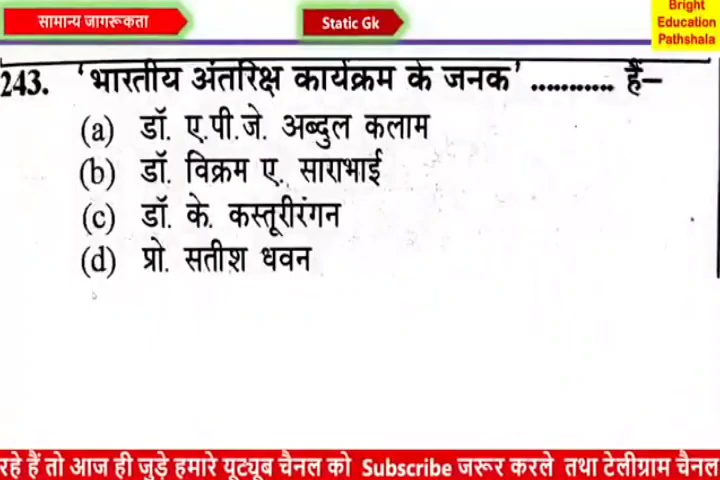 सामान्य जागरूकता
Static Gk
Bright
Education
Pathshala
243. 'भारतीय अंतरिक्ष कार्यक्रम के जनक' ........... हैं–
(a) डॉ. ए.पी.जे. अब्दुल कलाम
(b) डॉ. विक्रम ए. साराभाई
(c) डॉ. के. कस्तूरीरंगन
(d) प्रो. सतीश धवन
रहे हैं तो आज ही जुड़े हमारे यूट्यूब चैनल को Subscribe जरूर करले तथा टेलीग्राम चैनल